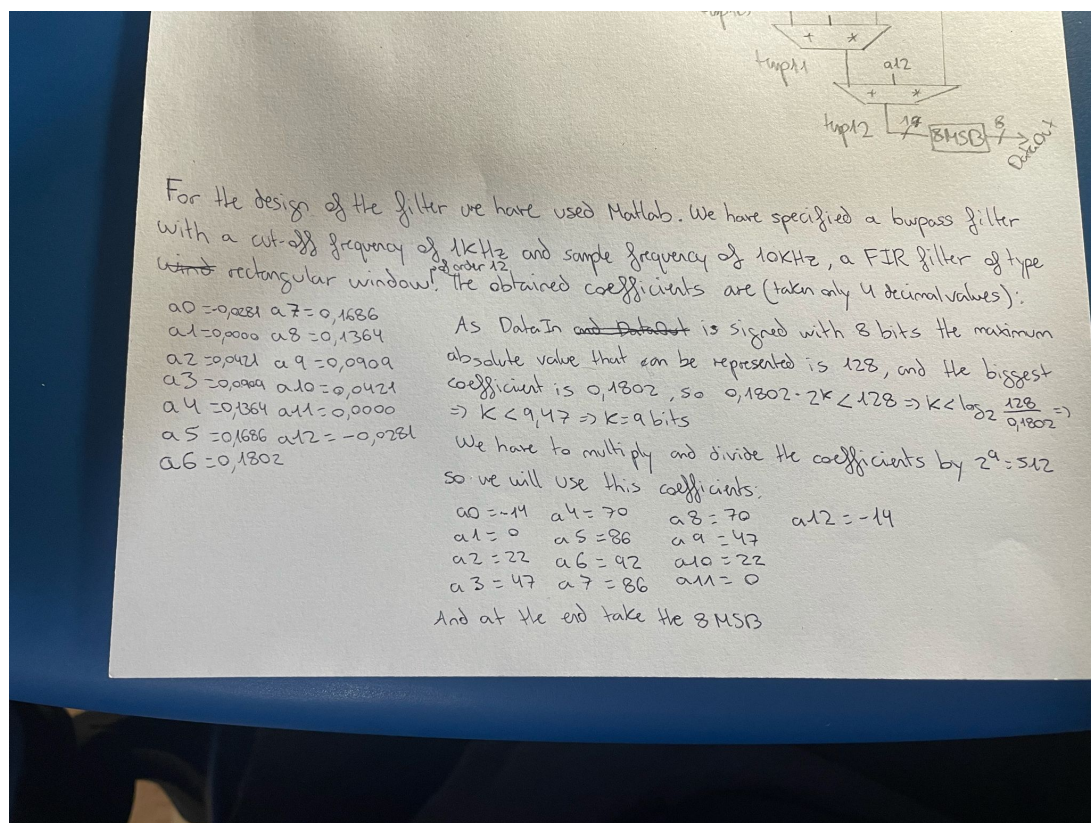 + *
tmp11
a12
+ *
tmp12
8MSB
8
DataOut
For the design of the filter we have used Matlab. We have specified a lowpass filter
with a cut-off frequency of 1kHz and sample frequency of 10kHz, a FIR filter of type
wind rectangular window of order 12. The obtained coefficients are (taken only 4 decimal values):
a0=-0,0281 a7=0,1686
a1=0,0000 a8=0,1364
a2=0,0421 a9=0,0909
a3=0,0909 a10=0,0421
a4=0,1364 a11=0,0000
a5=0,1686 a12=-0,0281
a6=0,1802
As DataIn and DataOut is signed with 8 bits the maximum
absolute value that can be represented is 128, and the biggest
coefficient is 0,1802, so 0,1802·2k<128 => k<log2 128/0,1802 =>
=> K<9,47 => K=9 bits
We have to multiply and divide the coefficients by 2^9=512
so we will use this coefficients:
a0=-14 a4=70 a8=70 a12=-14
a1=0 a5=86 a9=47
a2=22 a6=92 a10=22
a3=47 a7=86 a11=0
And at the end take the 8MSB